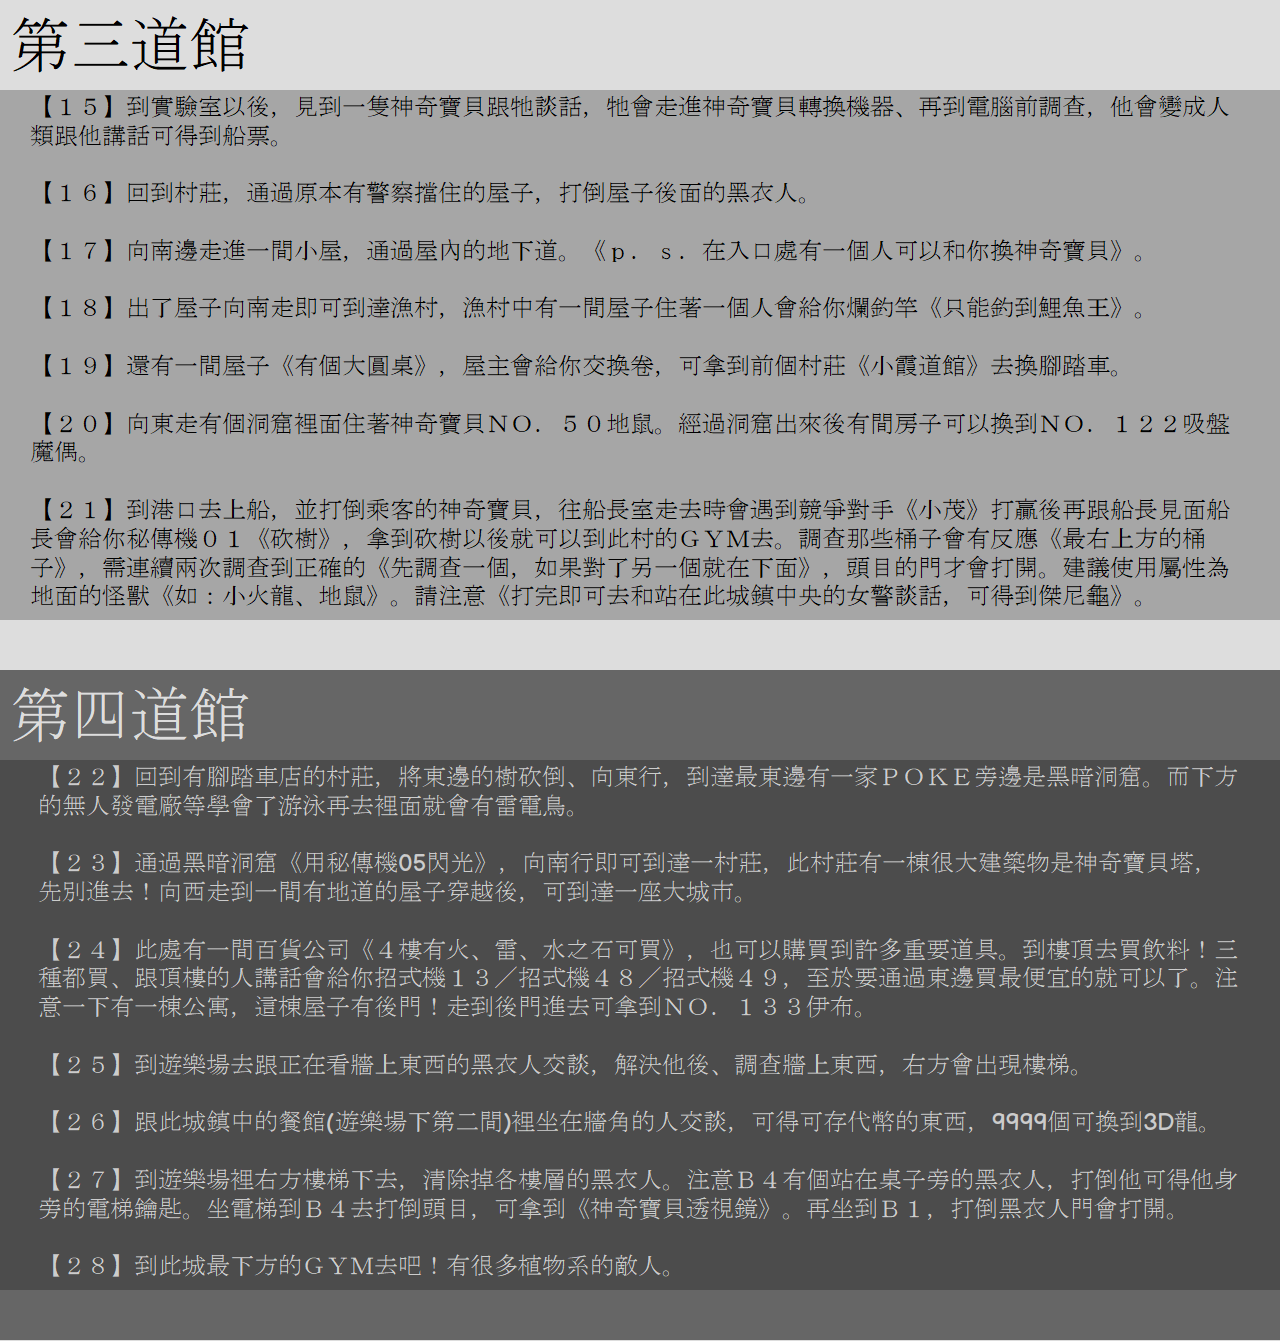 第三道館
【１５】到實驗室以後，見到一隻神奇寶貝跟牠談話，牠會走進神奇寶貝轉換機器、再到電腦前調查，他會變成人
類跟他講話可得到船票。
【１６】回到村莊，通過原本有警察擋住的屋子，打倒屋子後面的黑衣人。
【１７】向南邊走進一間小屋，通過屋內的地下道。《ｐ．ｓ．在入口處有一個人可以和你換神奇寶貝》。
【１８】出了屋子向南走即可到達漁村，漁村中有一間屋子住著一個人會給你爛釣竿《只能釣到鯉魚王》。
【１９】還有一間屋子《有個大圓桌》，屋主會給你交換卷，可拿到前個村莊《小霞道館》去換腳踏車。
【２０】向東走有個洞窟裡面住著神奇寶貝ＮＯ．５０地鼠。經過洞窟出來後有間房子可以換到ＮＯ．１２２吸盤
魔偶。
【２１】到港口去上船，並打倒乘客的神奇寶貝，往船長室走去時會遇到競爭對手《小茂》打贏後再跟船長見面船
長會給你秘傳機０１《砍樹》，拿到砍樹以後就可以到此村的ＧＹＭ去。調查那些桶子會有反應《最右上方的桶
子》，需連續兩次調查到正確的《先調查一個，如果對了另一個就在下面》，頭目的門才會打開。建議使用屬性為
地面的怪獸《如：小火龍、地鼠》。請注意《打完即可去和站在此城鎮中央的女警談話，可得到傑尼龜》。
第四道館
【２２】回到有腳踏車店的村莊，將東邊的樹砍倒、向東行，到達最東邊有一家ＰＯＫＥ旁邊是黑暗洞窟。而下方
的無人發電廠等學會了游泳再去裡面就會有雷電鳥。
【２３】通過黑暗洞窟《用秘傳機05閃光》，向南行即可到達一村莊，此村莊有一棟很大建築物是神奇寶貝塔，
先別進去！向西走到一間有地道的屋子穿越後，可到達一座大城市。
【２４】此處有一間百貨公司《４樓有火、雷、水之石可買》，也可以購買到許多重要道具。到樓頂去買飲料！三
種都買、跟頂樓的人講話會給你招式機１３／招式機４８／招式機４９，至於要通過東邊買最便宜的就可以了。注
意一下有一棟公寓，這棟屋子有後門！走到後門進去可拿到ＮＯ．１３３伊布。
【２５】到遊樂場去跟正在看牆上東西的黑衣人交談，解決他後、調查牆上東西，右方會出現樓梯。
【２６】跟此城鎮中的餐館(遊樂場下第二間)裡坐在牆角的人交談，可得可存代幣的東西，9999個可換到3D龍。
【２７】到遊樂場裡右方樓梯下去，清除掉各樓層的黑衣人。注意Ｂ４有個站在桌子旁的黑衣人，打倒他可得他身
旁的電梯鑰匙。坐電梯到Ｂ４去打倒頭目，可拿到《神奇寶貝透視鏡》。再坐到Ｂ１，打倒黑衣人門會打開。
【２８】到此城最下方的ＧＹＭ去吧！有很多植物系的敵人。